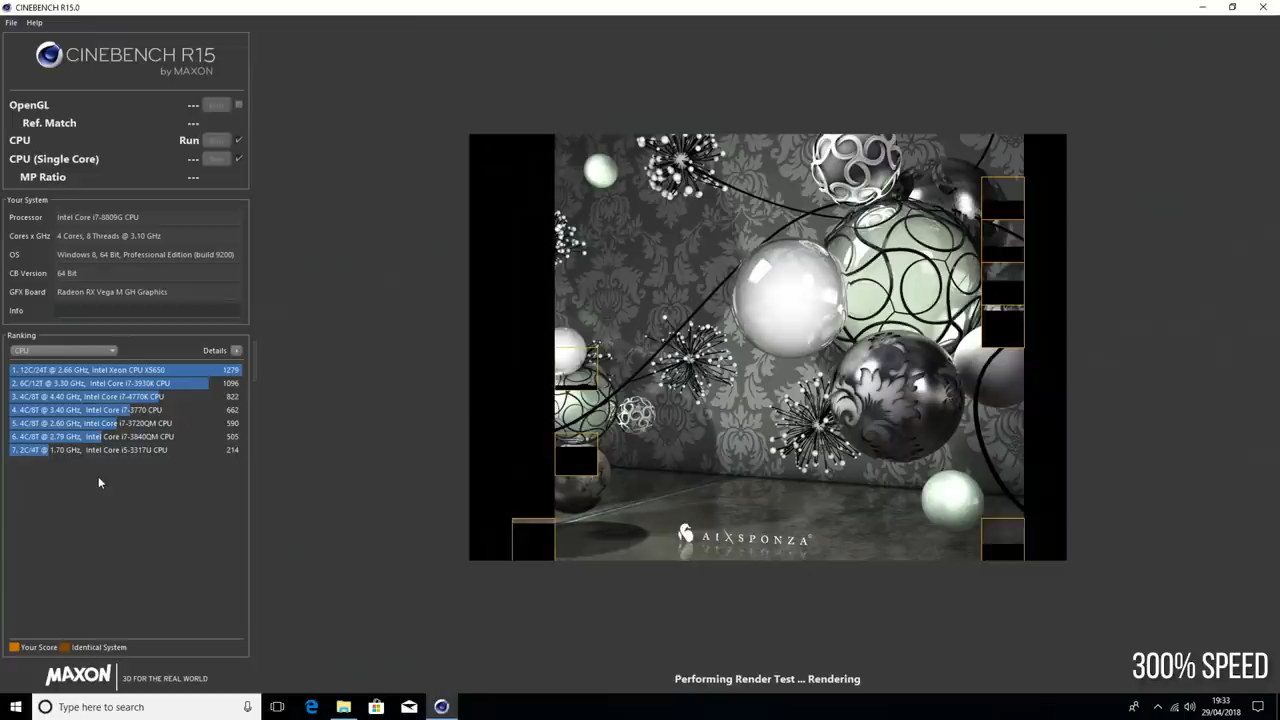 CINEBENCH R15.0
File Help
CINEBENCH R15
by MAXON
OpenGL ---
Ref. Match ---
CPU Run
CPU (Single Core) ---
MP Ratio ---
Your System
Processor Intel Core i7-8809G CPU
Cores x GHz 4 Cores, 8 Threads @ 3.10 GHz
OS Windows 8, 64 Bit, Professional Edition (build 9200)
CB Version 64 Bit
GFX Board Radeon RX Vega M GH Graphics
Info
Ranking
CPU Details
1. 12C/24T @ 2.66 GHz, Intel Xeon CPU X5650 1279
2. 6C/12T @ 3.30 GHz, Intel Core i7-3930K CPU 1096
3. 4C/8T @ 4.40 GHz, Intel Core i7-4770K CPU 822
4. 4C/8T @ 3.40 GHz, Intel Core i7-3770 CPU 662
5. 4C/8T @ 2.60 GHz, Intel Core i7-3720QM CPU 590
6. 4C/8T @ 2.79 GHz, Intel Core i7-3840QM CPU 505
7. 2C/4T @ 1.70 GHz, Intel Core i5-3317U CPU 214
AIXSPONZA
Your Score Identical System
MAXON 3D FOR THE REAL WORLD
Performing Render Test ... Rendering
300% SPEED
Type here to search
19:33
29/04/2018